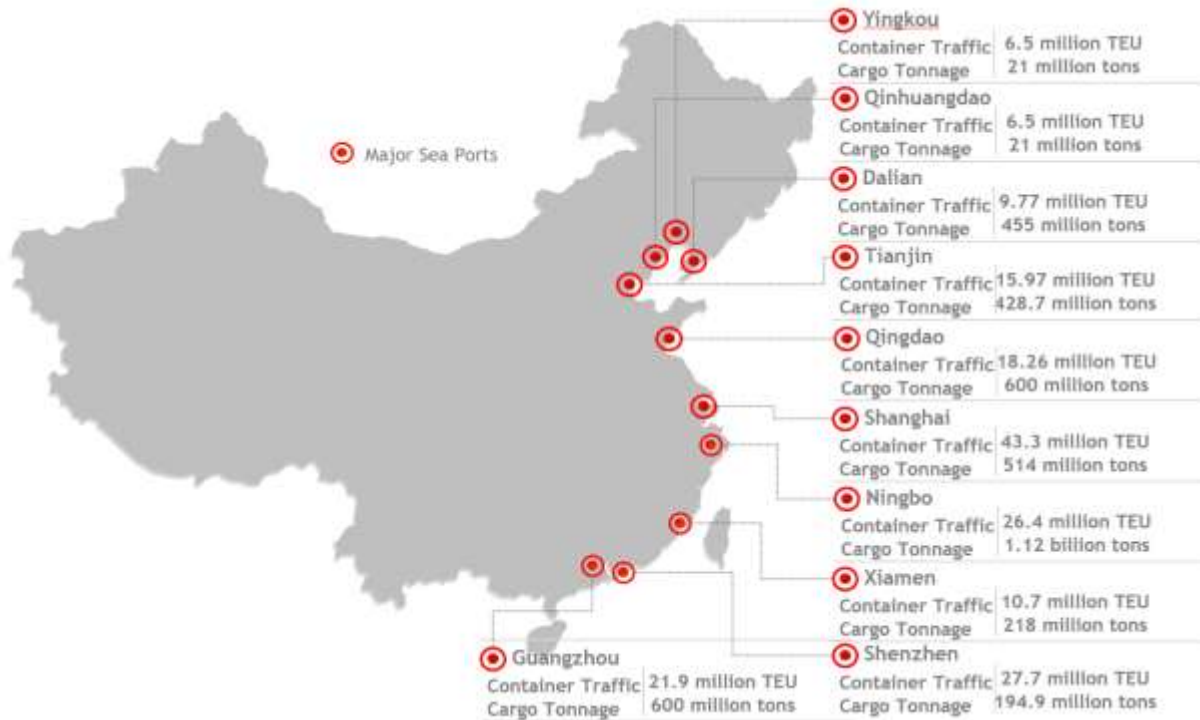 Major Sea Ports
Yingkou
Container Traffic 6.5 million TEU
Cargo Tonnage 21 million tons
Qinhuangdao
Container Traffic 6.5 million TEU
Cargo Tonnage 21 million tons
Dalian
Container Traffic 9.77 million TEU
Cargo Tonnage 455 million tons
Tianjin
Container Traffic 15.97 million TEU
Cargo Tonnage 428.7 million tons
Qingdao
Container Traffic 18.26 million TEU
Cargo Tonnage 600 million tons
Shanghai
Container Traffic 43.3 million TEU
Cargo Tonnage 514 million tons
Ningbo
Container Traffic 26.4 million TEU
Cargo Tonnage 1.12 billion tons
Xiamen
Container Traffic 10.7 million TEU
Cargo Tonnage 218 million tons
Shenzhen
Container Traffic 27.7 million TEU
Cargo Tonnage 194.9 million tons
Guangzhou
Container Traffic 21.9 million TEU
Cargo Tonnage 600 million tons